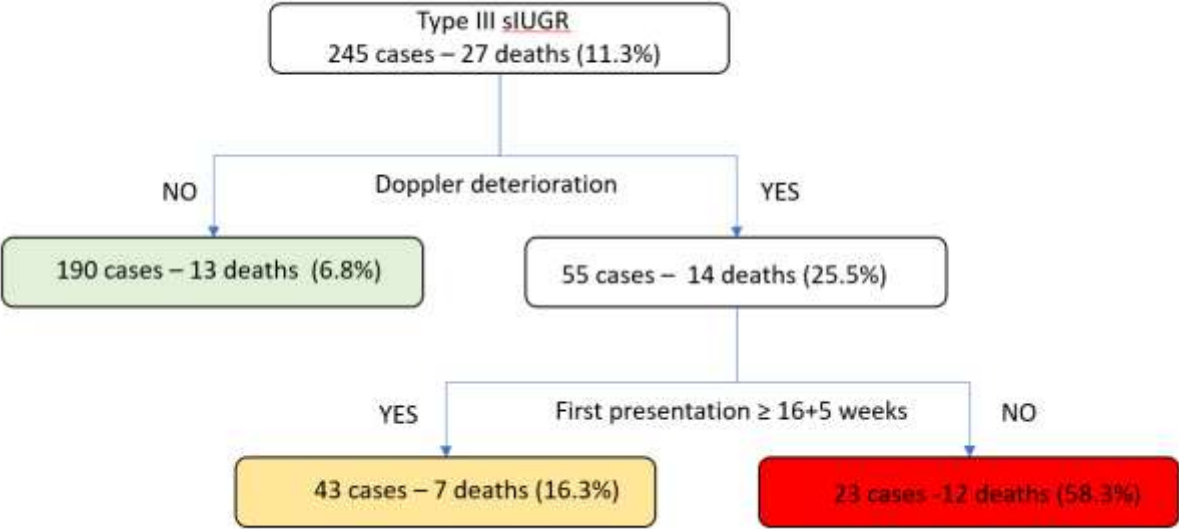 Type III sIUGR
245 cases – 27 deaths (11.3%)
NO
Doppler deterioration
YES
190 cases – 13 deaths (6.8%)
55 cases – 14 deaths (25.5%)
YES
First presentation ≥ 16+5 weeks
NO
43 cases – 7 deaths (16.3%)
23 cases -12 deaths (58.3%)